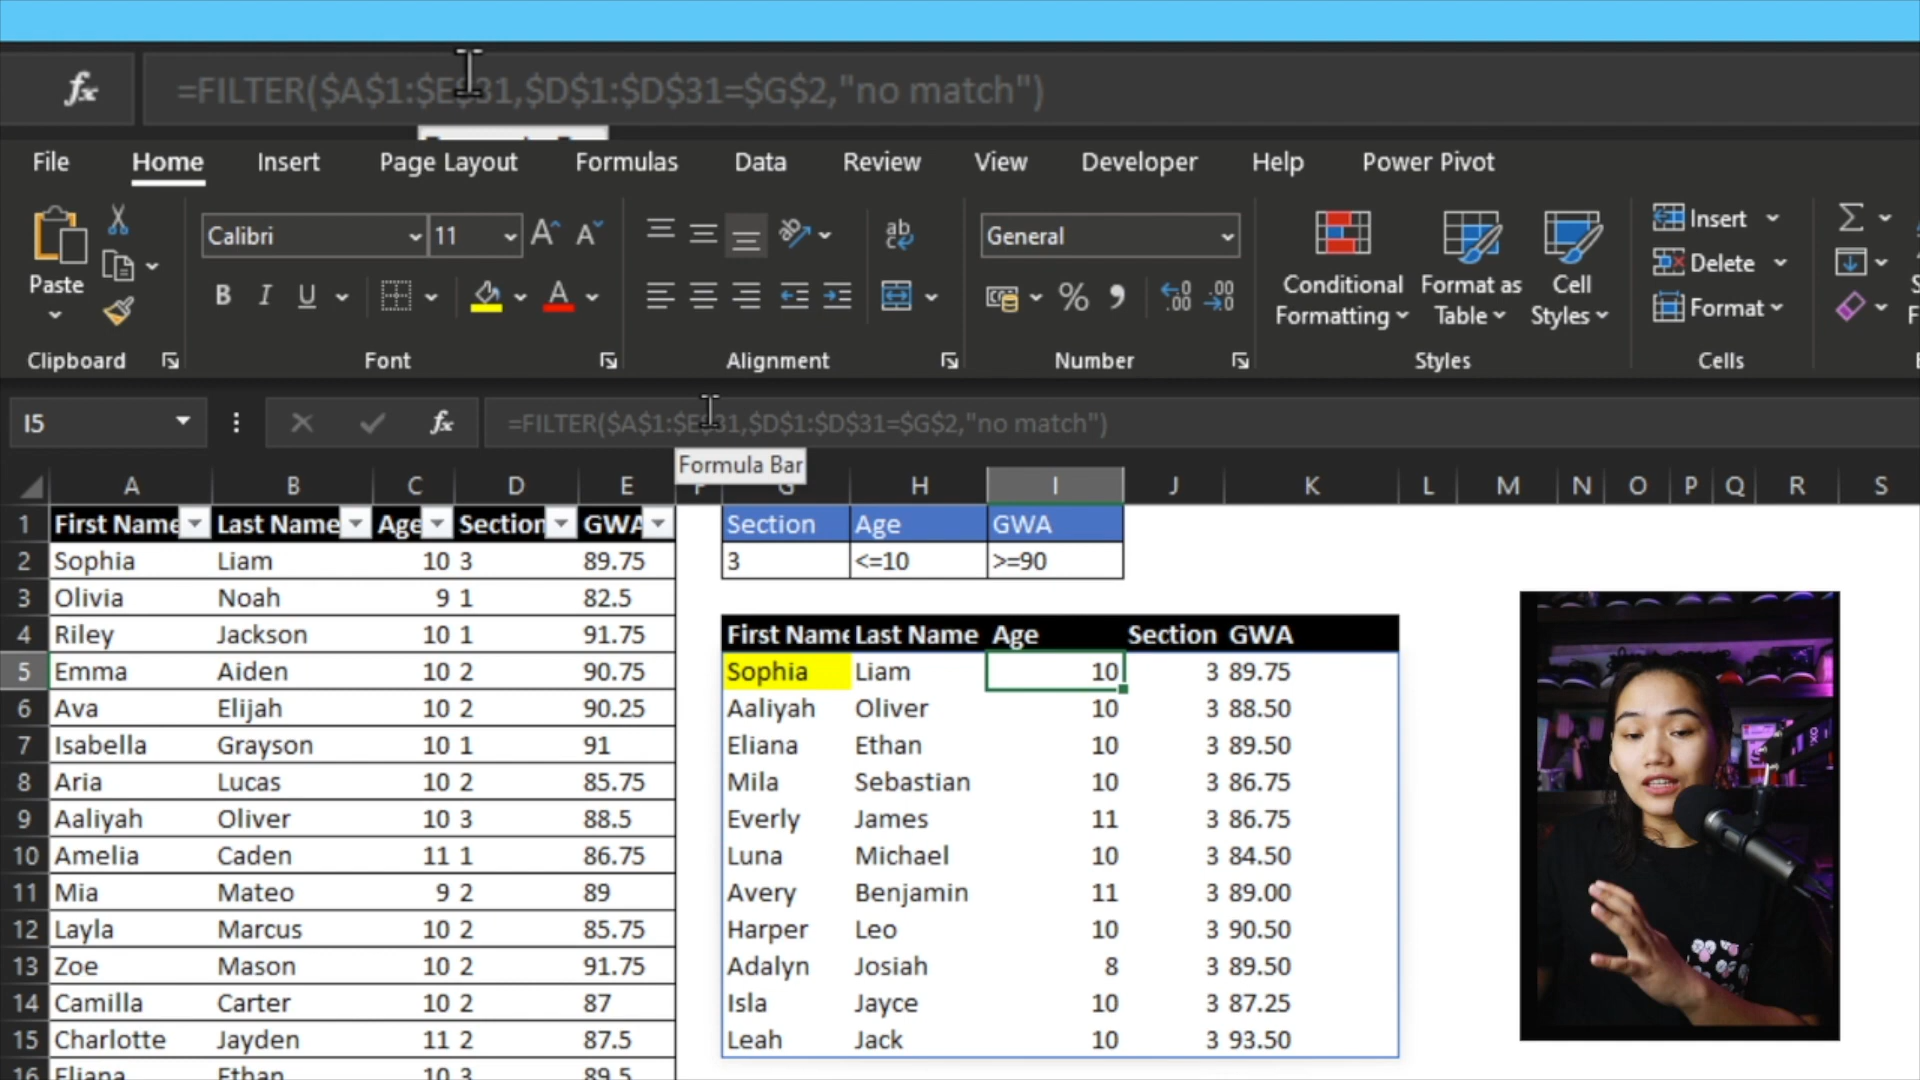 fx =FILTER($A$1:$E$31,$D$1:$D$31=$G$2,"no match")
File Home Insert Page Layout Formulas Data Review View Developer Help Power Pivot
Calibri 11 General Insert
Paste Conditional Formatting Format as Table Cell Styles Delete
B I U A % Format
Clipboard Font Alignment Number Styles Cells
I5 fx =FILTER($A$1:$E$31,$D$1:$D$31=$G$2,"no match")
Formula Bar
A B C D E G H I J K L M N O P Q R S
1 First Name Last Name Age Section GWA Section Age GWA
2 Sophia Liam 10 3 89.75 3 <=10 >=90
3 Olivia Noah 9 1 82.5
4 Riley Jackson 10 1 91.75 First Name Last Name Age Section GWA
5 Emma Aiden 10 2 90.75 Sophia Liam 10 3 89.75
6 Ava Elijah 10 2 90.25 Aaliyah Oliver 10 3 88.50
7 Isabella Grayson 10 1 91 Eliana Ethan 10 3 89.50
8 Aria Lucas 10 2 85.75 Mila Sebastian 10 3 86.75
9 Aaliyah Oliver 10 3 88.5 Everly James 11 3 86.75
10 Amelia Caden 11 1 86.75 Luna Michael 10 3 84.50
11 Mia Mateo 9 2 89 Avery Benjamin 11 3 89.00
12 Layla Marcus 10 2 85.75 Harper Leo 10 3 90.50
13 Zoe Mason 10 2 91.75 Adalyn Josiah 8 3 89.50
14 Camilla Carter 10 2 87 Isla Jayce 10 3 87.25
15 Charlotte Jayden 11 2 87.5 Leah Jack 10 3 93.50
16 Eliana Ethan 10 3 89.5